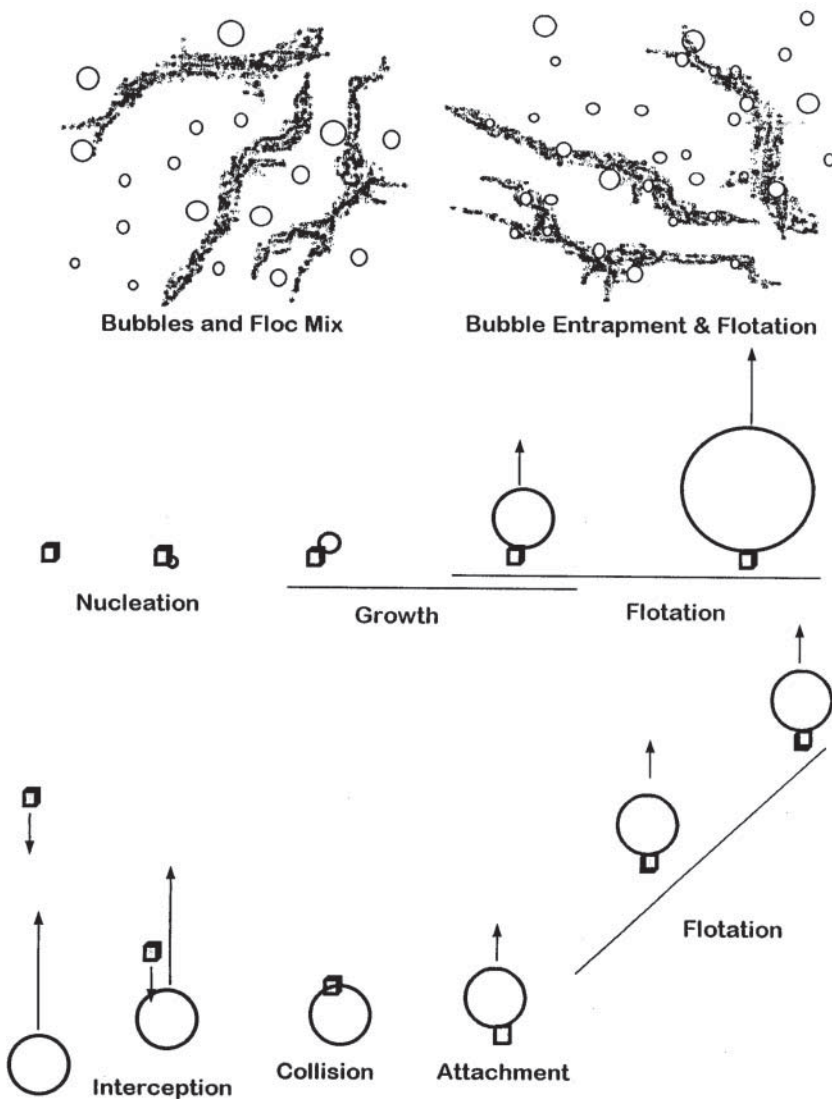 Bubbles and Floc Mix
Bubble Entrapment & Flotation
Nucleation
Growth
Flotation
Flotation
Interception
Collision
Attachment